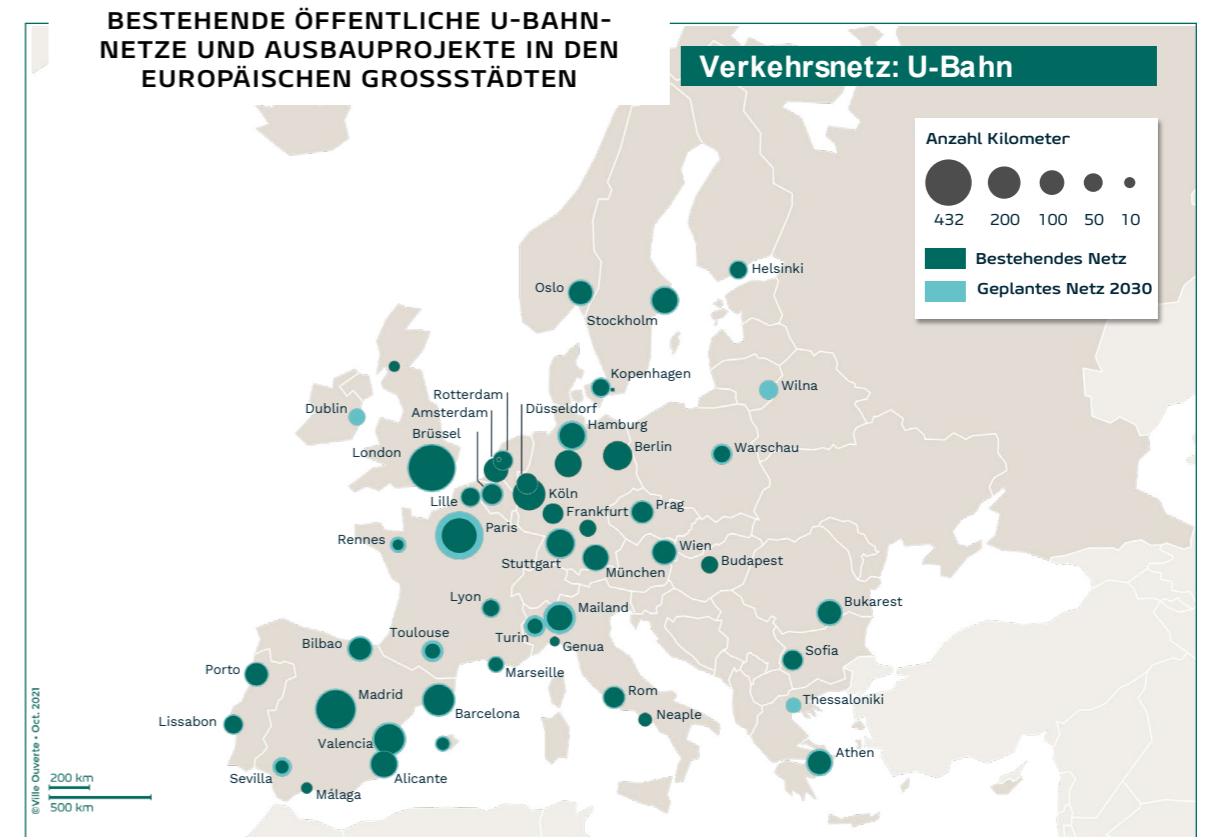 BESTEHENDE ÖFFENTLICHE U-BAHN-
NETZE UND AUSBAUPROJEKTE IN DEN
EUROPÄISCHEN GROSSSTÄDTEN
Verkehrsnetz: U-Bahn
Anzahl Kilometer
432 200 100 50 10
Bestehendes Netz
Geplantes Netz 2030
Helsinki
Oslo
Stockholm
Kopenhagen
Wilna
Rotterdam
Dublin
Amsterdam
Düsseldorf
Hamburg
Brüssel
Berlin
Warschau
London
Lille
Köln
Prag
Frankfurt
Paris
Rennes
Wien
Stuttgart
Budapest
München
Lyon
Mailand
Bukarest
Toulouse
Turin
Bilbao
Genua
Sofia
Porto
Marseille
Madrid
Rom
Thessaloniki
Barcelona
Neaple
Lissabon
Valencia
Athen
Sevilla
Alicante
Málaga
200 km
500 km
©Ville Ouverte • Oct. 2021